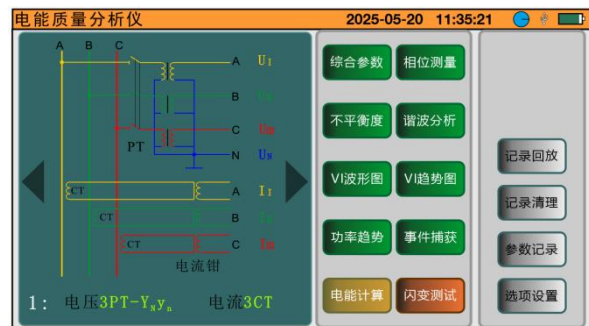 电能质量分析仪 2025-05-20 11:35:21
A B C
A U1
B
C UⅢ
N UN
PT
CT A I1
CT B
CT C
电流钳
1: 电压3PT-YNyn 电流3CT
综合参数 相位测量
不平衡度 谐波分析
VI波形图 VI趋势图
功率趋势 事件捕获
电能计算 闪变测试
记录回放
记录清理
参数记录
选项设置